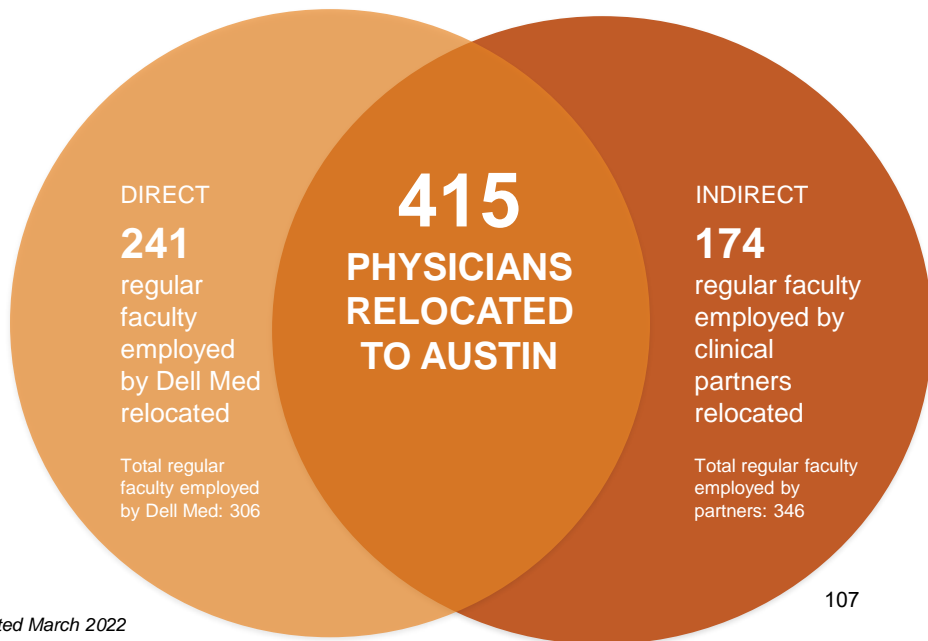 DIRECT
241
regular
faculty
employed
by Dell Med
relocated
Total regular
faculty employed
by Dell Med: 306
415
PHYSICIANS
RELOCATED
TO AUSTIN
INDIRECT
174
regular faculty
employed by
clinical
partners
relocated
Total regular faculty
employed by
partners: 346
107
March 2022